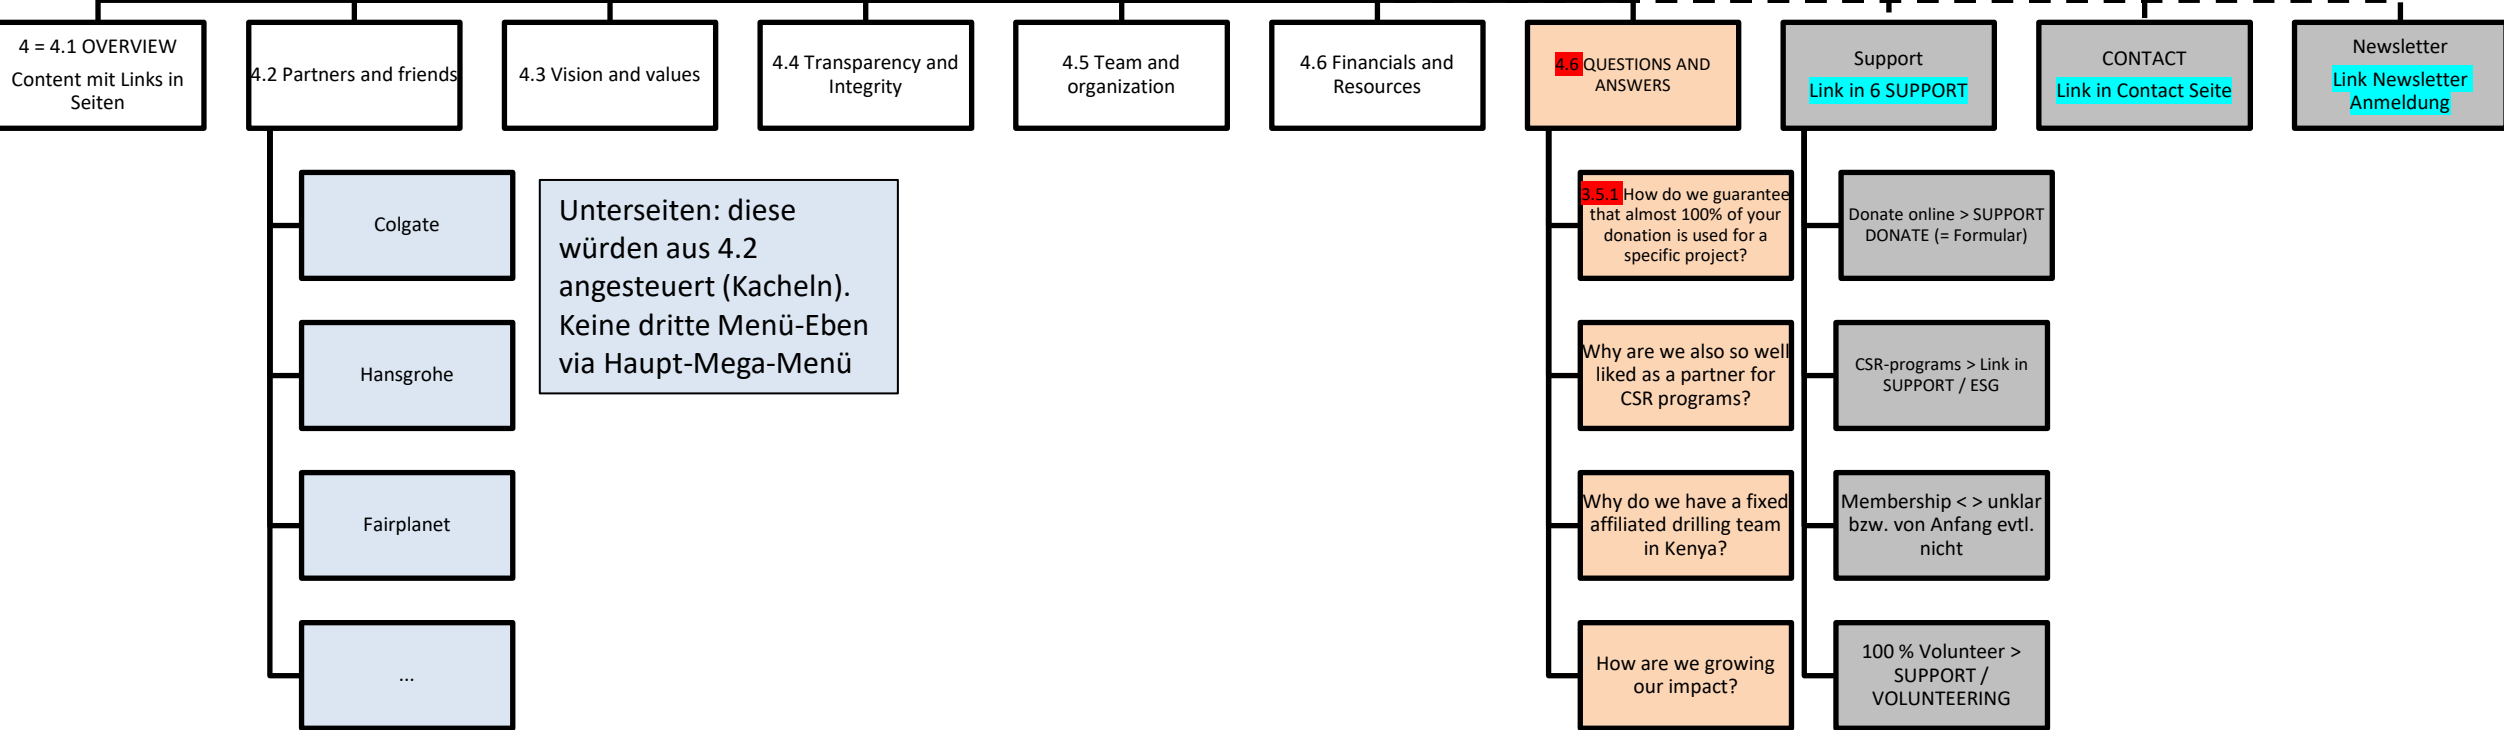 4 = 4.1 OVERVIEW
Content mit Links in
Seiten
4.2 Partners and friends
4.3 Vision and values
4.4 Transparency and
Integrity
4.5 Team and
organization
4.6 Financials and
Resources
4.6 QUESTIONS AND
ANSWERS
Support
Link in 6 SUPPORT
CONTACT
Link in Contact Seite
Newsletter
Link Newsletter
Anmeldung
Colgate
Hansgrohe
Fairplanet
...
Unterseiten: diese
würden aus 4.2
angesteuert (Kacheln).
Keine dritte Menü-Eben
via Haupt-Mega-Menü
3.5.1 How do we guarantee
that almost 100% of your
donation is used for a
specific project?
Why are we also so well
liked as a partner for
CSR programs?
Why do we have a fixed
affiliated drilling team
in Kenya?
How are we growing
our impact?
Donate online > SUPPORT
DONATE (= Formular)
CSR-programs > Link in
SUPPORT / ESG
Membership < > unklar
bzw. von Anfang evtl.
nicht
100 % Volunteer >
SUPPORT /
VOLUNTEERING